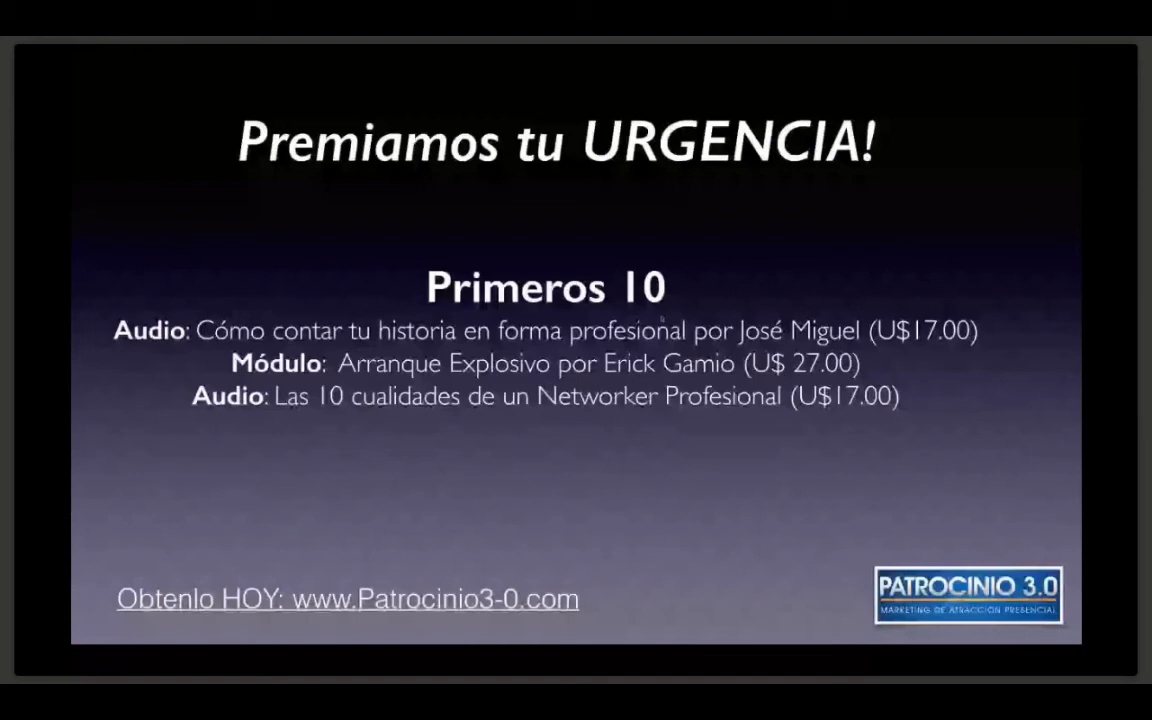 Premiamos tu URGENCIA!
Primeros 10
Audio: Cómo contar tu historia en forma profesional por José Miguel (U$17.00)
Módulo: Arranque Explosivo por Erick Gamio (U$ 27.00)
Audio: Las 10 cualidades de un Networker Profesional (U$17.00)
Obtenlo HOY: www.Patrocinio3-0.com
PATROCINIO 3.0
MARKETING DE ATRACCIÓN PRESENCIAL